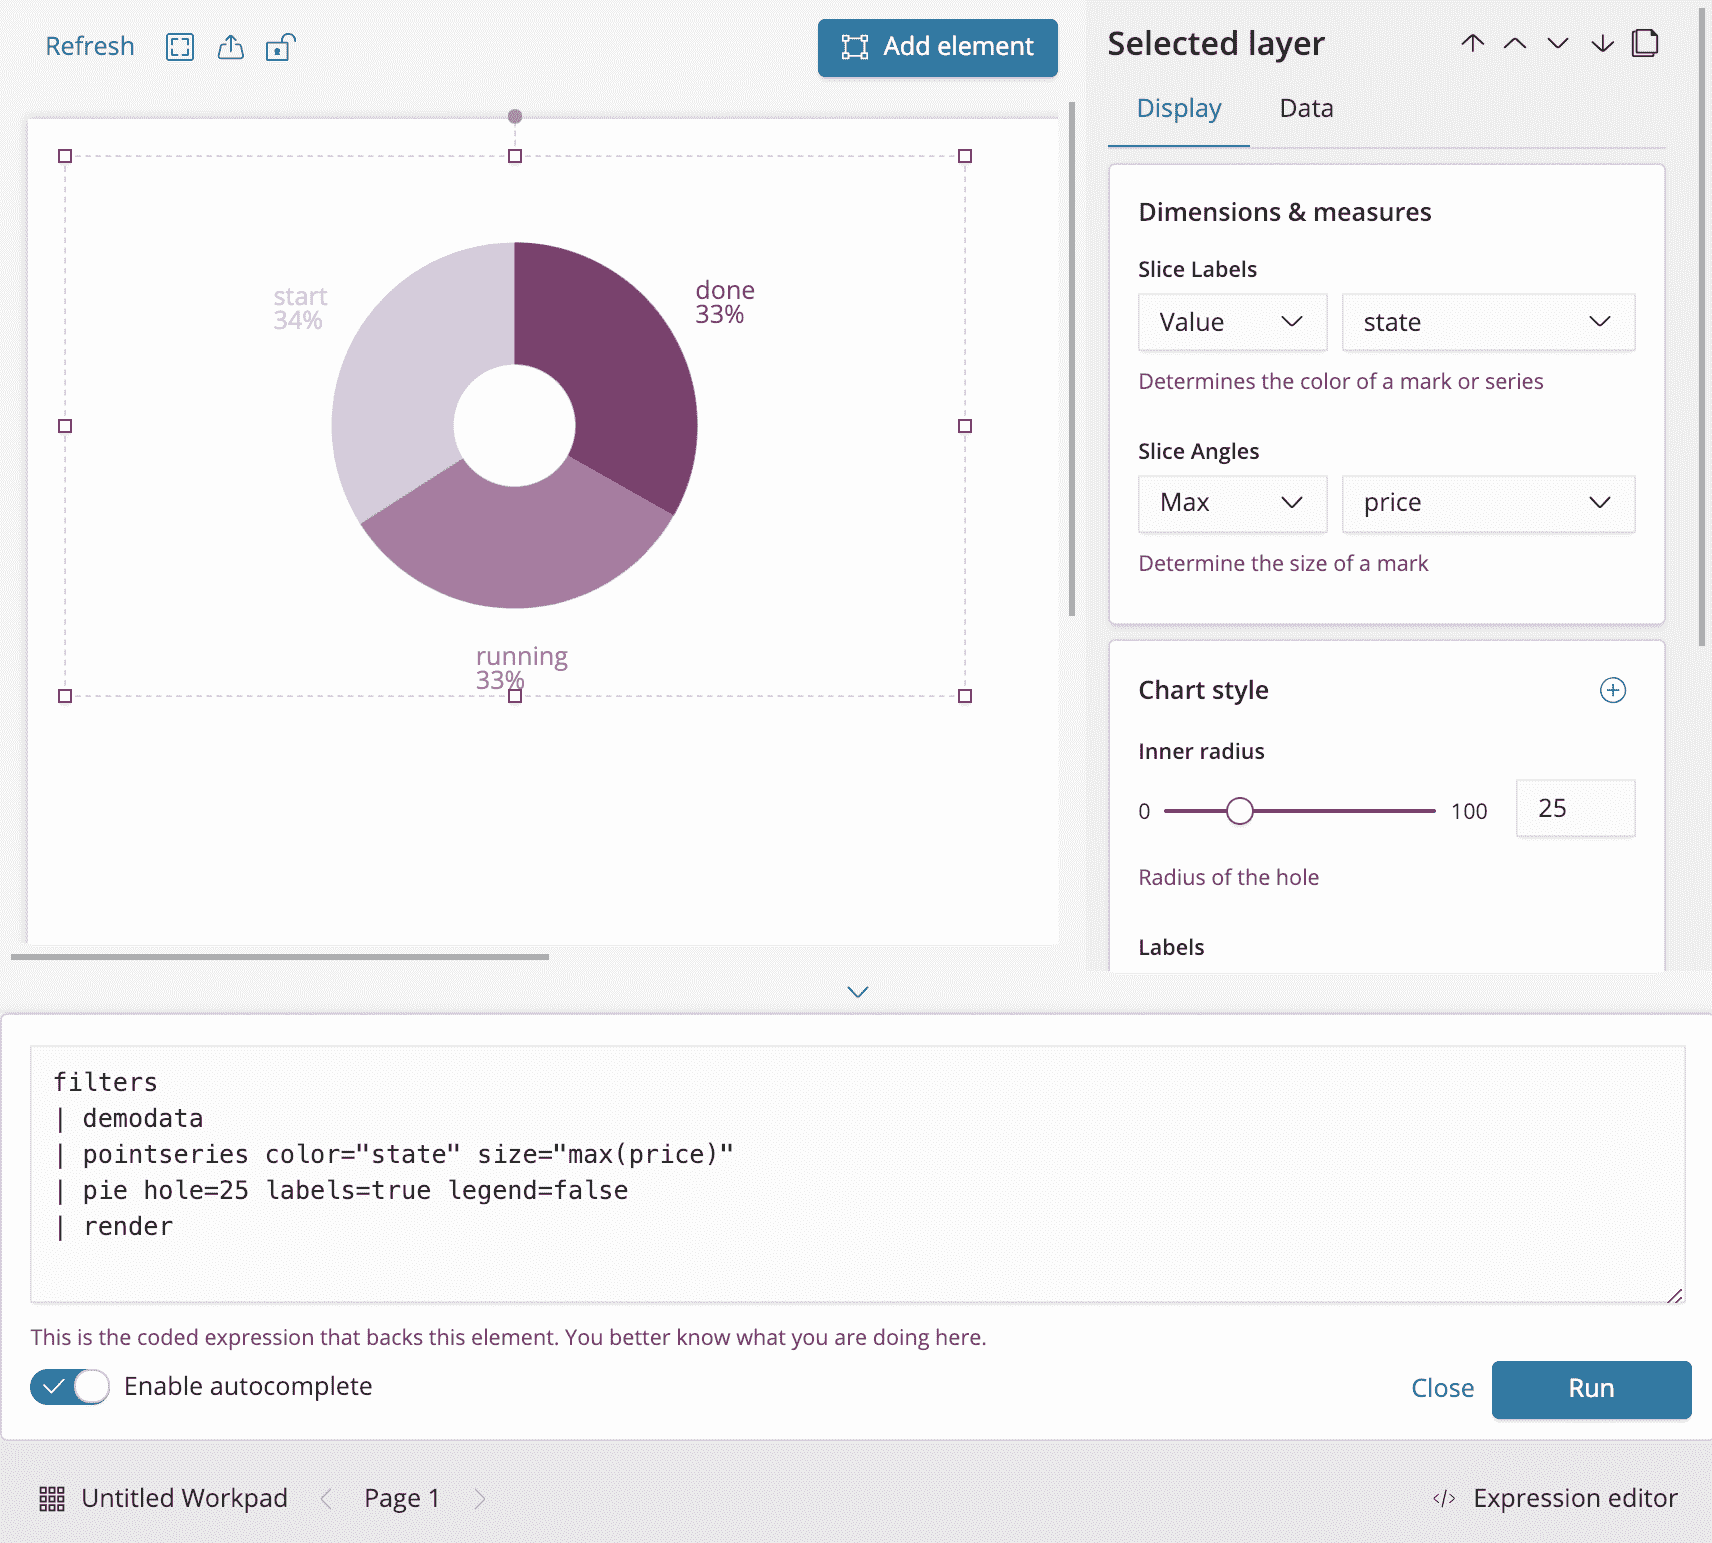 Refresh
Add element
start
34%
done
33%
running
33%
Selected layer
Display Data
Dimensions & measures
Slice Labels
Value state
Determines the color of a mark or series
Slice Angles
Max price
Determine the size of a mark
Chart style
Inner radius
0 100 25
Radius of the hole
Labels
filters
| demodata
| pointseries color="state" size="max(price)"
| pie hole=25 labels=true legend=false
| render
This is the coded expression that backs this element. You better know what you are doing here.
Enable autocomplete
Close Run
Untitled Workpad Page 1 </> Expression editor